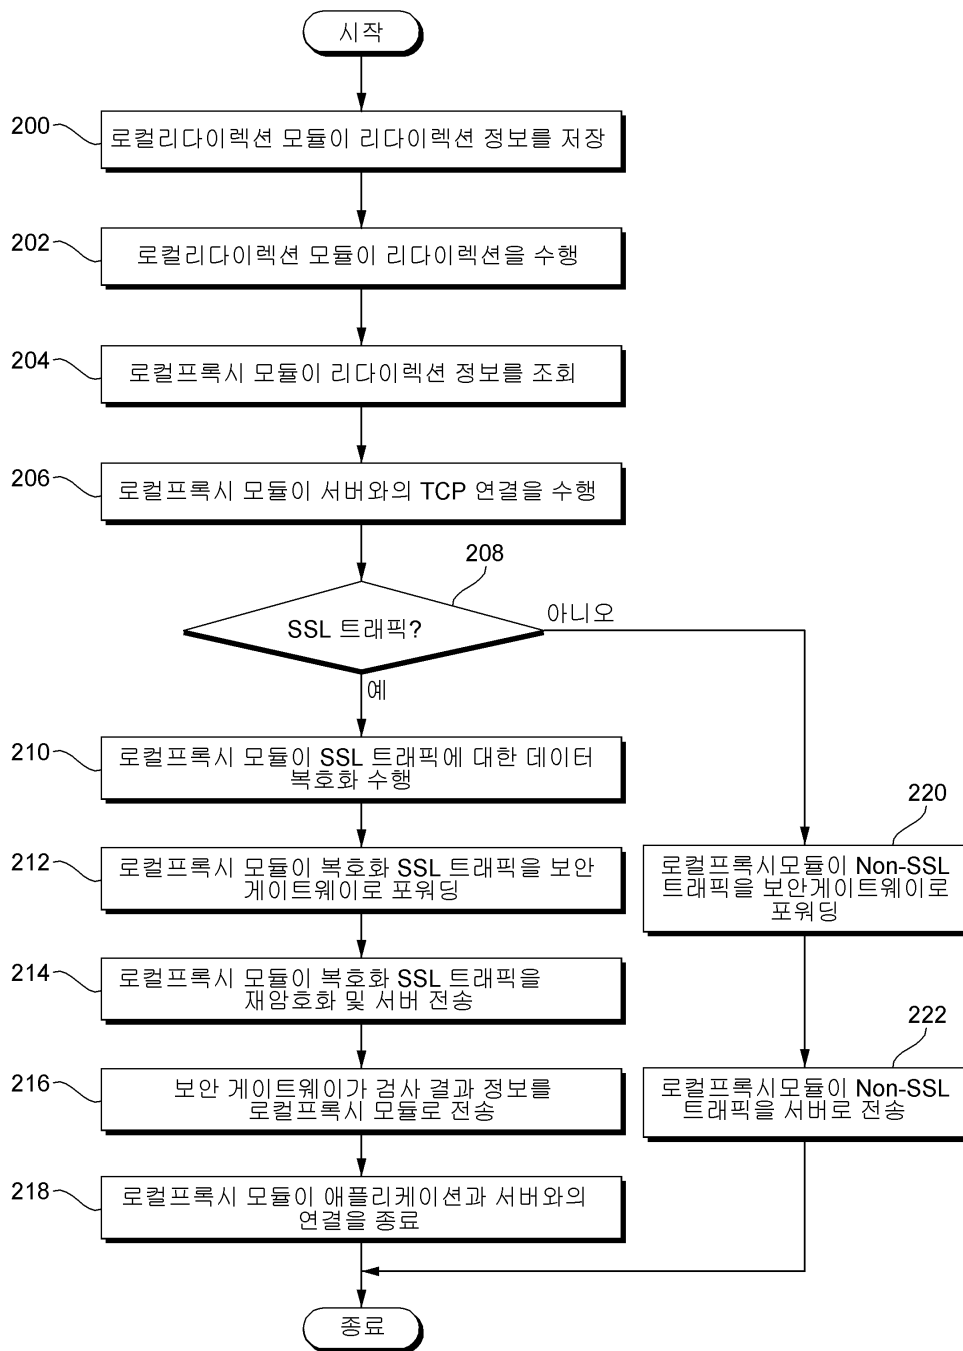 시작
200
로컬리다이렉션 모듈이 리다이렉션 정보를 저장
202
로컬리다이렉션 모듈이 리다이렉션을 수행
204
로컬프록시 모듈이 리다이렉션 정보를 조회
206
로컬프록시 모듈이 서버와의 TCP 연결을 수행
208
SSL 트래픽?
아니오
예
210
로컬프록시 모듈이 SSL 트래픽에 대한 데이터
복호화 수행
212
로컬프록시 모듈이 복호화 SSL 트래픽을 보안
게이트웨이로 포워딩
214
로컬프록시 모듈이 복호화 SSL 트래픽을
재암호화 및 서버 전송
216
보안 게이트웨이가 검사 결과 정보를
로컬프록시 모듈로 전송
218
로컬프록시 모듈이 애플리케이션과 서버와의
연결을 종료
220
로컬프록시모듈이 Non-SSL
트래픽을 보안게이트웨이로
포워딩
222
로컬프록시모듈이 Non-SSL
트래픽을 서버로 전송
종료